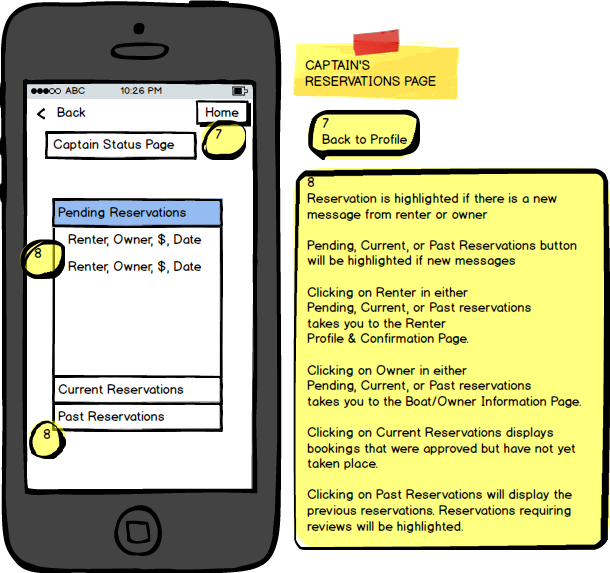 ABC 10:26 PM
Back Home
7
Captain Status Page
Pending Reservations
Renter, Owner, $, Date
8
Renter, Owner, $, Date
Current Reservations
Past Reservations
8
CAPTAIN'S
RESERVATIONS PAGE
7
Back to Profile
8
Reservation is highlighted if there is a new
message from renter or owner
Pending, Current, or Past Reservations button
will be highlighted if new messages
Clicking on Renter in either
Pending, Current, or Past reservations
takes you to the Renter
Profile & Confirmation Page.
Clicking on Owner in either
Pending, Current, or Past reservations
takes you to the Boat/Owner Information Page.
Clicking on Current Reservations displays
bookings that were approved but have not yet
taken place.
Clicking on Past Reservations will display the
previous reservations. Reservations requiring
reviews will be highlighted.